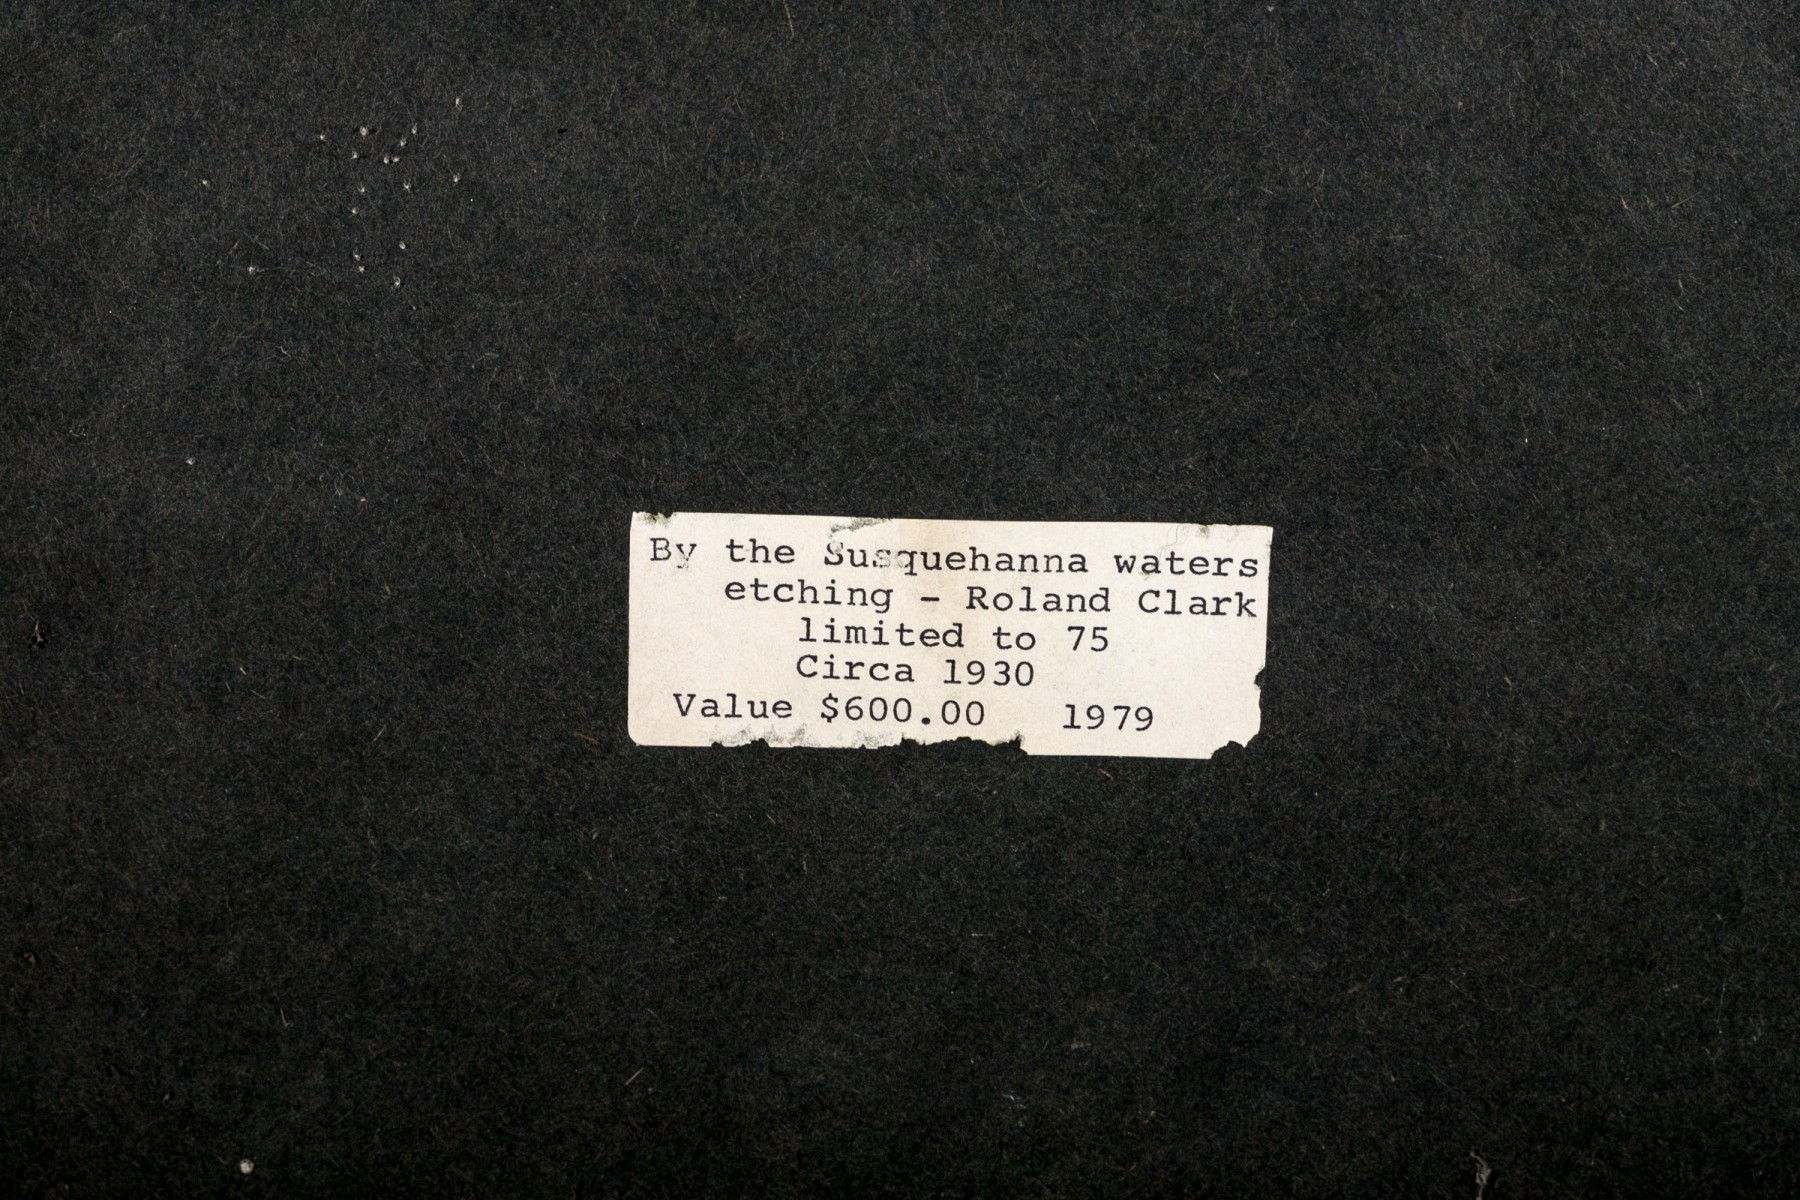 By the Susquehanna waters
etching - Roland Clark
limited to 75
Circa 1930
Value $600.00 1979